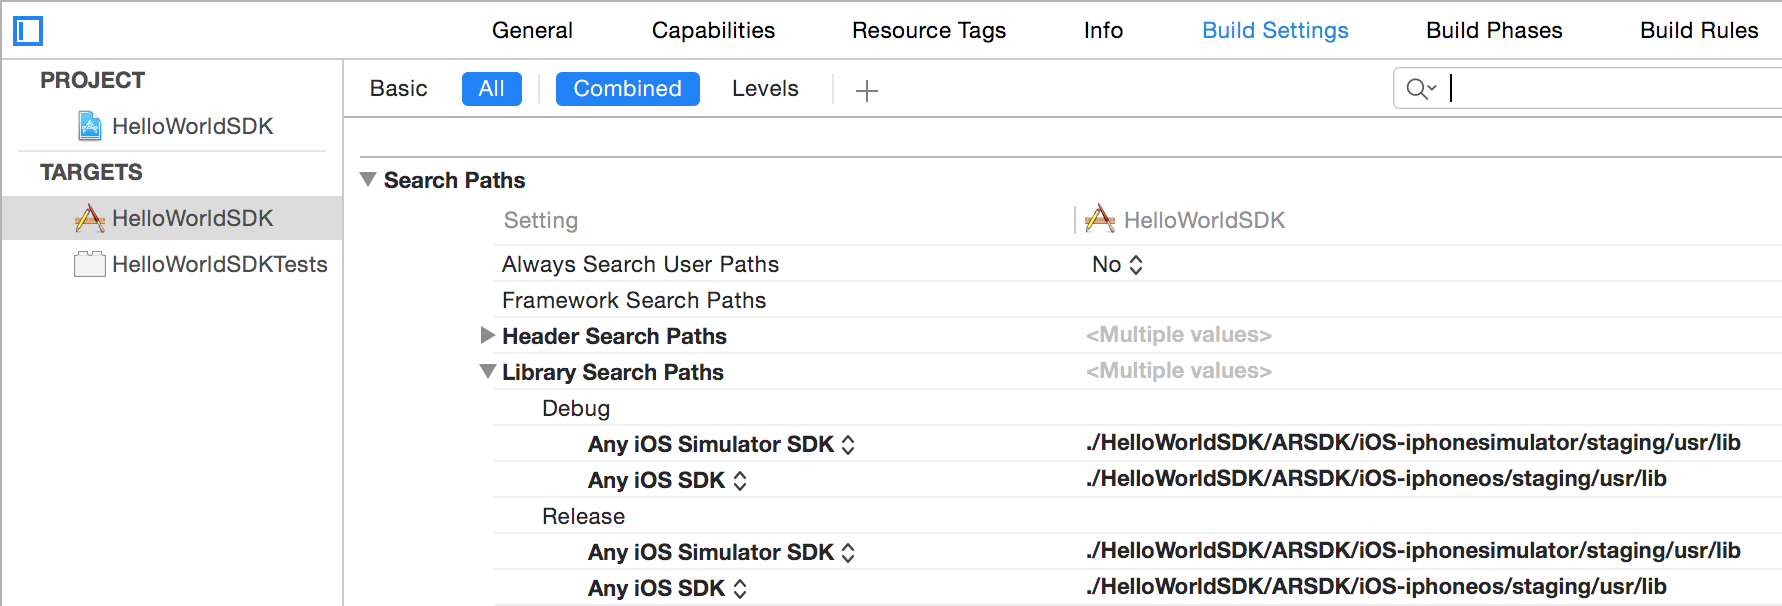 General Capabilities Resource Tags Info Build Settings Build Phases Build Rules
PROJECT
HelloWorldSDK
TARGETS
HelloWorldSDK
HelloWorldSDKTests
Basic All Combined Levels
Search Paths
Setting HelloWorldSDK
Always Search User Paths No
Framework Search Paths
Header Search Paths <Multiple values>
Library Search Paths <Multiple values>
Debug
Any iOS Simulator SDK ./HelloWorldSDK/ARSDK/iOS-iphonesimulator/staging/usr/lib
Any iOS SDK ./HelloWorldSDK/ARSDK/iOS-iphoneos/staging/usr/lib
Release
Any iOS Simulator SDK ./HelloWorldSDK/ARSDK/iOS-iphonesimulator/staging/usr/lib
Any iOS SDK ./HelloWorldSDK/ARSDK/iOS-iphoneos/staging/usr/lib